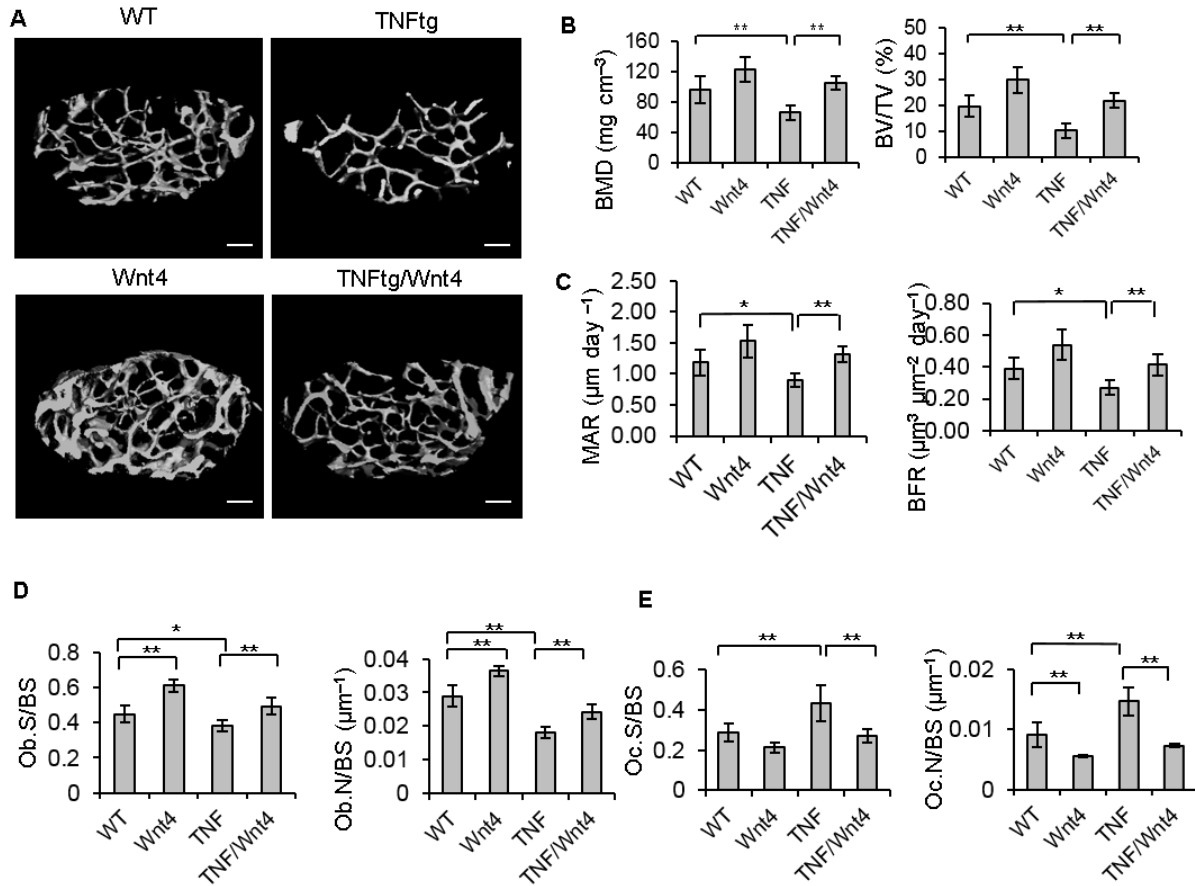 A
WT
TNFtg
Wnt4
TNFtg/Wnt4
B
BMD (mg cm–3)
160
120
80
40
0
**
**
WT
Wnt4
TNF
TNF/Wnt4
BV/TV (%)
50
40
30
20
10
0
**
**
WT
Wnt4
TNF
TNF/Wnt4
C
MAR (µm day –1)
2.50
2.00
1.50
1.00
0.50
0.00
*
**
WT
Wnt4
TNF
TNF/Wnt4
BFR (µm3 µm–2 day–1)
0.80
0.60
0.40
0.20
0.00
*
**
WT
Wnt4
TNF
TNF/Wnt4
D
Ob.S/BS
0.8
0.6
0.4
0.2
0
*
**
**
WT
Wnt4
TNF
TNF/Wnt4
Ob.N/BS (µm–1)
0.04
0.03
0.02
0.01
0
**
**
**
WT
Wnt4
TNF
TNF/Wnt4
E
Oc.S/BS
0.6
0.4
0.2
0
**
**
WT
Wnt4
TNF
TNF/Wnt4
Oc.N/BS (µm–1)
0.02
0.01
0
**
**
**
WT
Wnt4
TNF
TNF/Wnt4